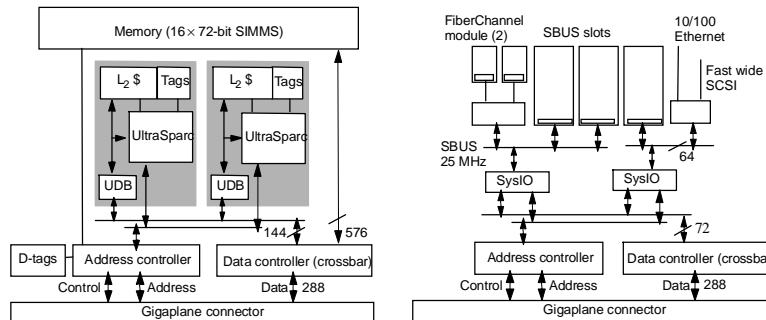 Memory (16 × 72-bit SIMMS)
L2 $
Tags
L2 $
Tags
UltraSparc
UltraSparc
UDB
UDB
144
576
D-tags
Address controller
Data controller (crossbar)
Control
Address
Data
288
Gigaplane connector
FiberChannel
module (2)
SBUS slots
10/100
Ethernet
Fast wide
SCSI
SBUS
25 MHz
64
SysIO
SysIO
72
Address controller
Data controller (crossba
Control
Address
Data
288
Gigaplane connector